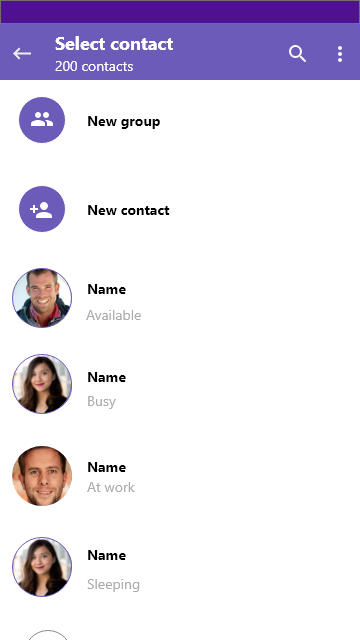 Select contact
200 contacts
New group
New contact
Name
Available
Name
Busy
Name
At work
Name
Sleeping